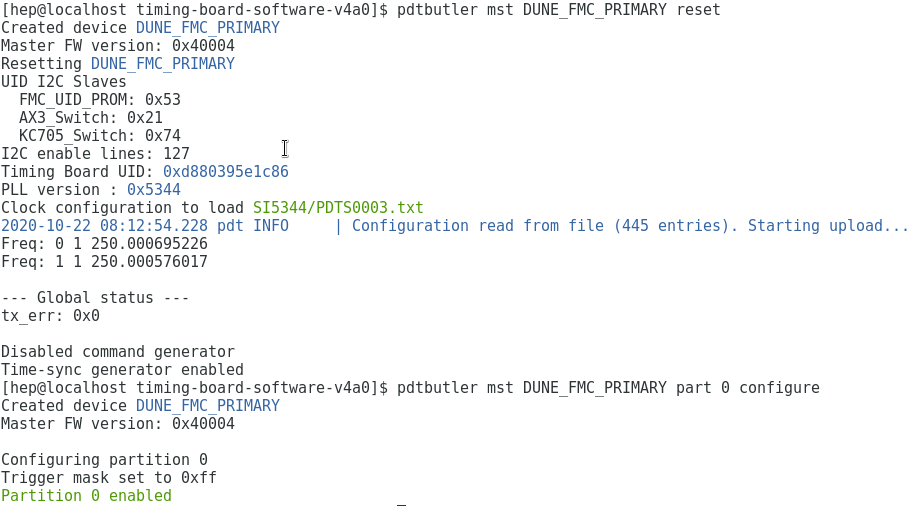 [hep@localhost timing-board-software-v4a0]$ pdtbutler mst DUNE_FMC_PRIMARY reset
Created device DUNE_FMC_PRIMARY
Master FW version: 0x40004
Resetting DUNE_FMC_PRIMARY
UID I2C Slaves
  FMC_UID_PROM: 0x53
  AX3_Switch: 0x21
  KC705_Switch: 0x74
I2C enable lines: 127
Timing Board UID: 0xd880395e1c86
PLL version : 0x5344
Clock configuration to load SI5344/PDTS0003.txt
2020-10-22 08:12:54.228 pdt INFO     | Configuration read from file (445 entries). Starting upload...
Freq: 0 1 250.000695226
Freq: 1 1 250.000576017

--- Global status ---
tx_err: 0x0

Disabled command generator
Time-sync generator enabled
[hep@localhost timing-board-software-v4a0]$ pdtbutler mst DUNE_FMC_PRIMARY part 0 configure
Created device DUNE_FMC_PRIMARY
Master FW version: 0x40004

Configuring partition 0
Trigger mask set to 0xff
Partition 0 enabled